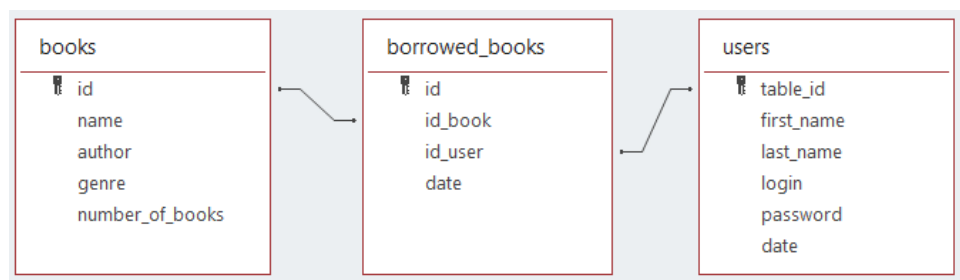 books
id
name
author
genre
number_of_books
borrowed_books
id
id_book
id_user
date
users
table_id
first_name
last_name
login
password
date